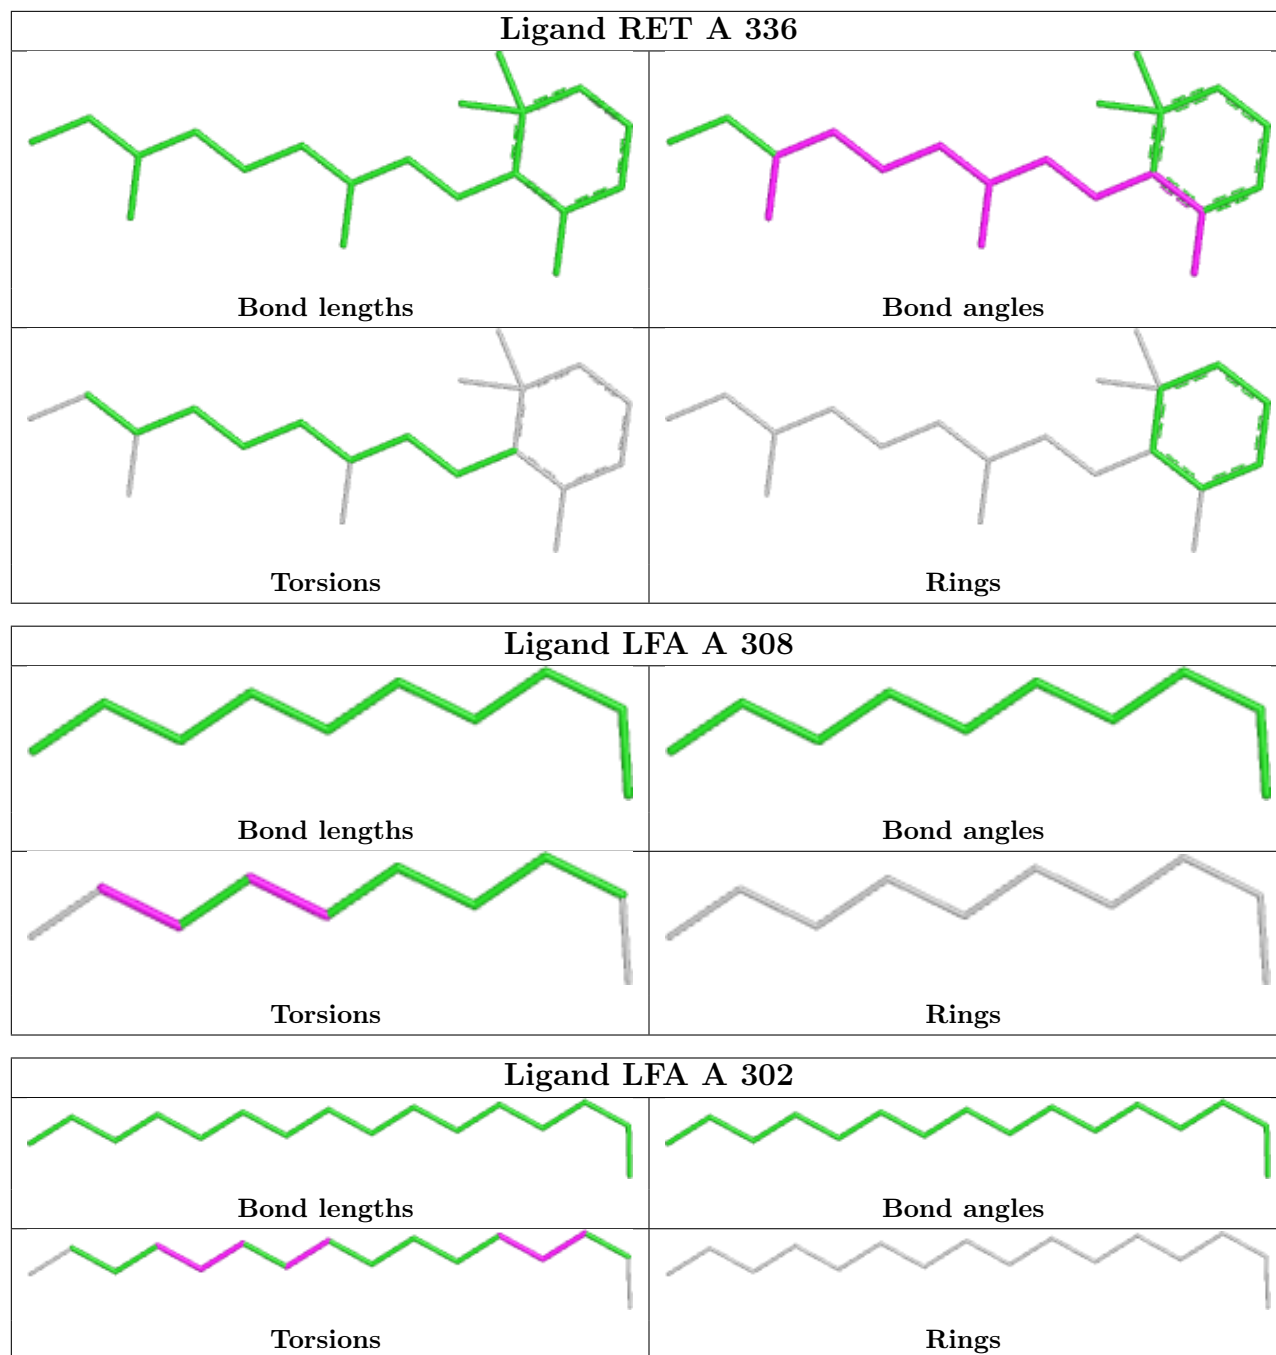 Ligand RET A 336
Bond lengths
Bond angles
Torsions
Rings
Ligand LFA A 308
Bond lengths
Bond angles
Torsions
Rings
Ligand LFA A 302
Bond lengths
Bond angles
Torsions
Rings